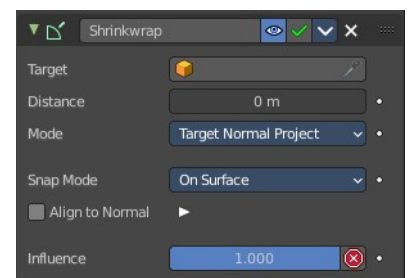 Shrinkwrap
Target
Distance 0 m
Mode Target Normal Project
Snap Mode On Surface
Align to Normal
Influence 1.000